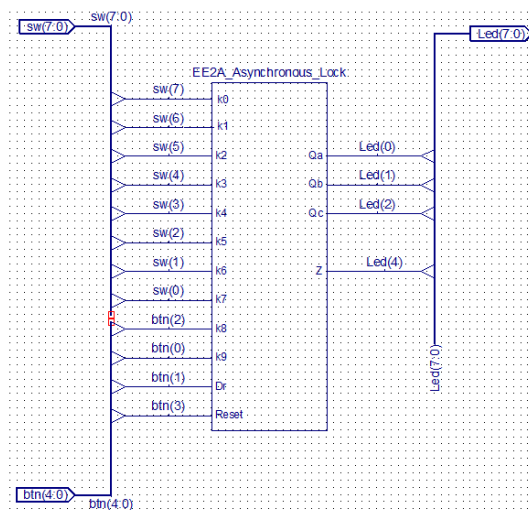 sw(7:0)
sw(7:0)
Led(7:0)
EE2A_Asynchronous_Lock
sw(7) k0
sw(6) k1
sw(5) k2 Qa Led(0)
sw(4) k3 Qb Led(1)
sw(3) k4 Qc Led(2)
sw(2) k5
sw(1) k6 Z Led(4)
sw(0) k7
btn(2) k8
btn(0) k9
btn(1) Dr
btn(3) Reset
Led(7:0)
btn(4:0)
btn(4:0)